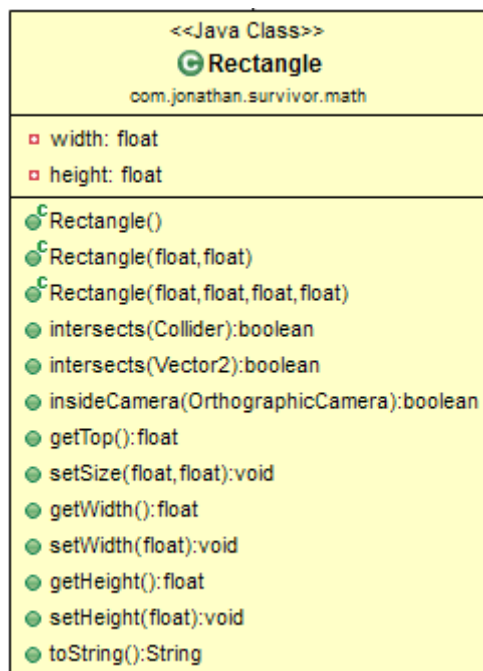 <<Java Class>>
C Rectangle
com.jonathan.survivor.math
width: float
height: float
C Rectangle()
C Rectangle(float,float)
C Rectangle(float,float,float,float)
intersects(Collider):boolean
intersects(Vector2):boolean
insideCamera(OrthographicCamera):boolean
getTop():float
setSize(float,float):void
getWidth():float
setWidth(float):void
getHeight():float
setHeight(float):void
toString():String